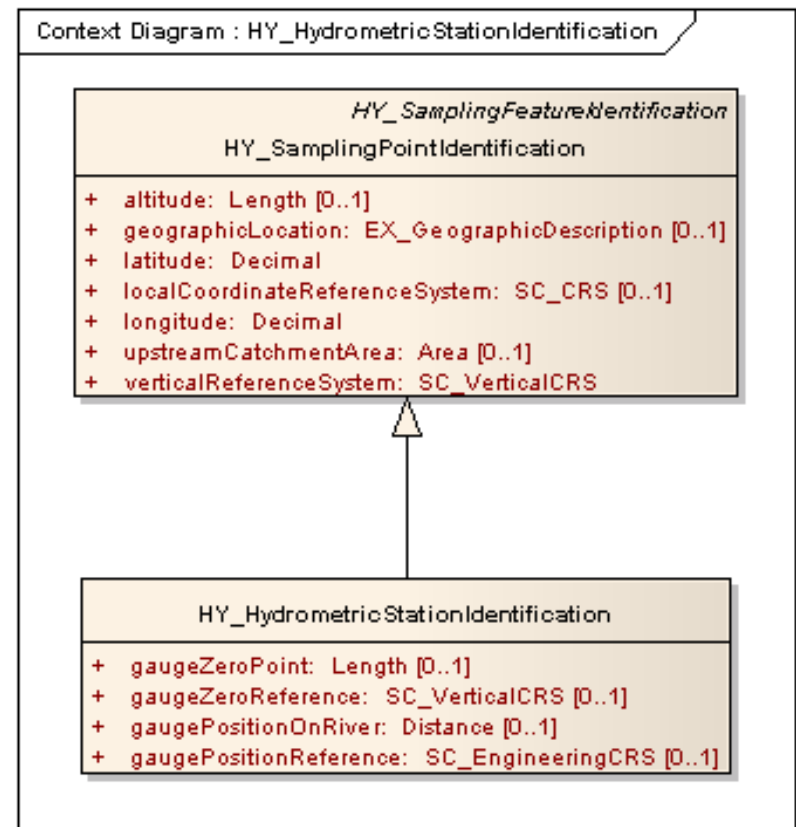 Context Diagram : HY_HydrometricStationIdentification
HY_SamplingFeatureIdentification
HY_SamplingPointIdentification
+ altitude: Length [0..1]
+ geographicLocation: EX_GeographicDescription [0..1]
+ latitude: Decimal
+ localCoordinateReferenceSystem: SC_CRS [0..1]
+ longitude: Decimal
+ upstreamCatchmentArea: Area [0..1]
+ verticalReferenceSystem: SC_VerticalCRS
HY_HydrometricStationIdentification
+ gaugeZeroPoint: Length [0..1]
+ gaugeZeroReference: SC_VerticalCRS [0..1]
+ gaugePositionOnRiver: Distance [0..1]
+ gaugePositionReference: SC_EngineeringCRS [0..1]